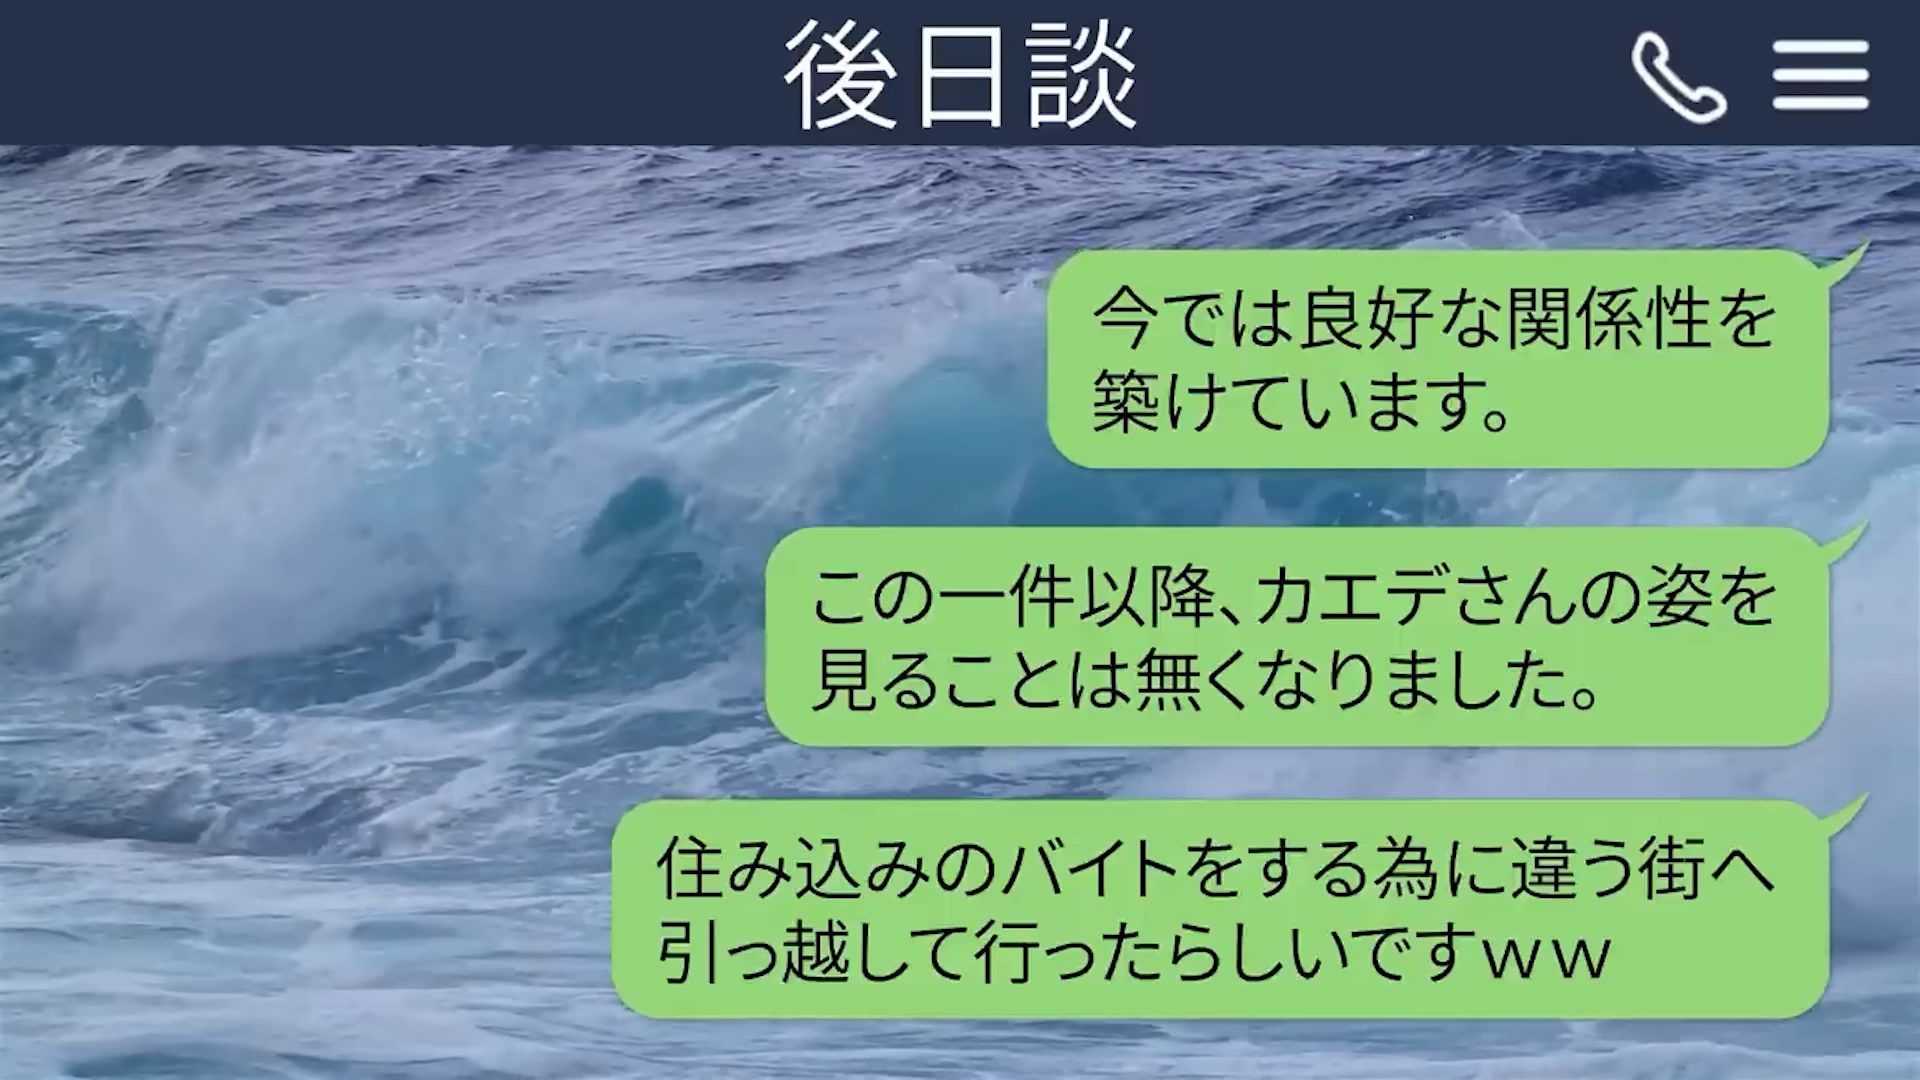 後日談
今では良好な関係性を
築けています。
この一件以降、カエデさんの姿を
見ることは無くなりました。
住み込みのバイトをする為に違う街へ
引っ越して行ったらしいですｗｗ